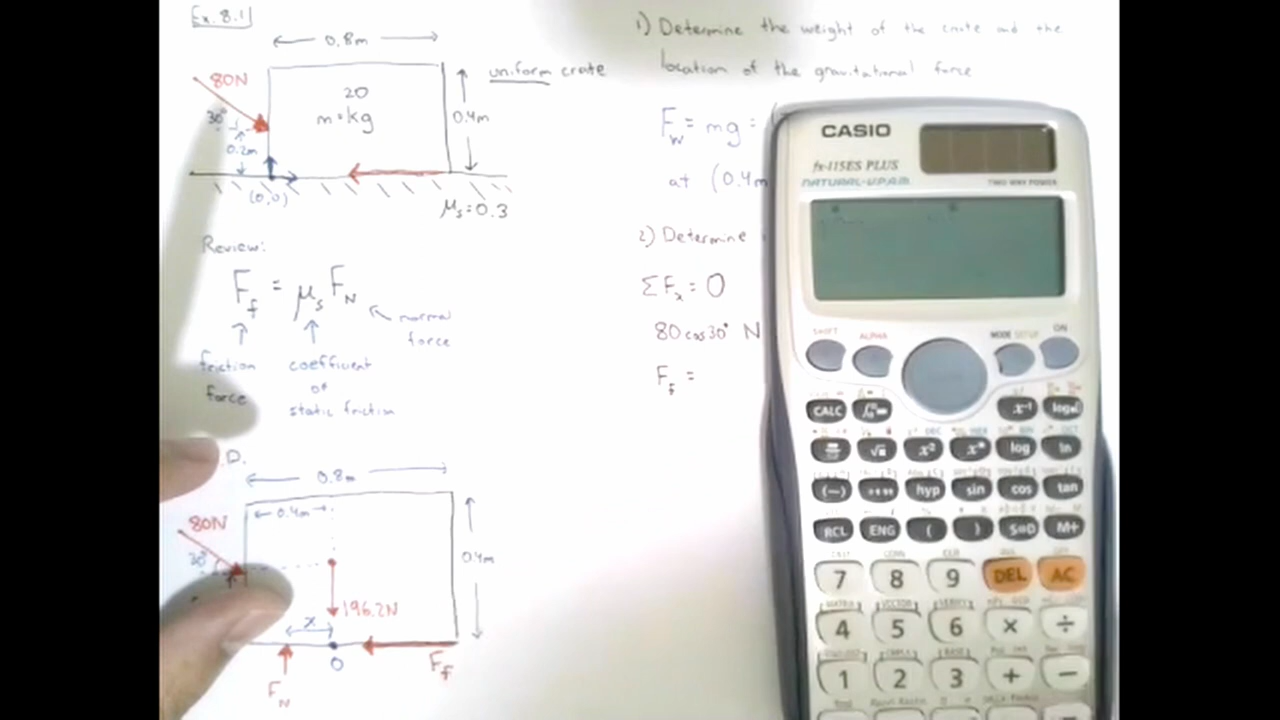 Ex. 8.1
0.8m
80N
30°
0.2m
20
m=kg
uniform crate
0.4m
(0,0)
μs=0.3
Review:
Ff = μs FN
normal
force
friction
force
coefficient
of
static friction
D.
0.8m
0.4m
80N
30°
0.4m
196.2N
x
O
FN
Ff
1) Determine the weight of the crate and the
location of the gravitational force
Fw = mg =
at (0.4m
2) Determine
ΣFx = 0
80 cos30° N
Ff =
CASIO
fx-115ES PLUS
NATURAL-V.P.A.M.
TWO WAY POWER
SHIFT ALPHA MODE SETUP ON
CALC x⁻¹ log
x² log ln
(−) hyp sin cos tan
RCL ENG ( ) S⇔D M+
7 8 9 DEL AC
4 5 6 × ÷
1 2 3 + −